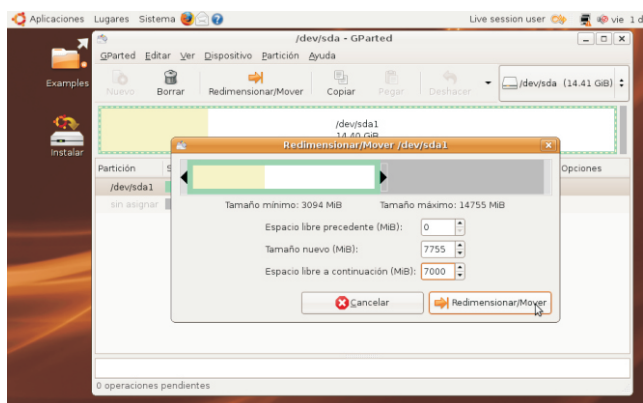 Aplicaciones Lugares Sistema Live session user vie 1 d
/dev/sda - GParted
GParted Editar Ver Dispositivo Partición Ayuda
Nuevo Borrar Redimensionar/Mover Copiar Pegar Deshacer /dev/sda (14.41 GiB)
Examples
Instalar
/dev/sda1
14.40 GiB
Redimensionar/Mover /dev/sda1
Partición S Opciones
/dev/sda1
sin asignar
Tamaño mínimo: 3094 MiB Tamaño máximo: 14755 MiB
Espacio libre precedente (MiB): 0
Tamaño nuevo (MiB): 7755
Espacio libre a continuación (MiB): 7000
Cancelar Redimensionar/Mover
0 operaciones pendientes